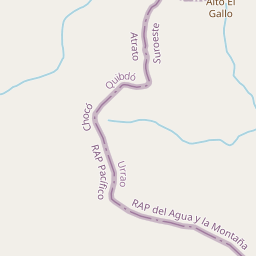 Alto El
Gallo
Atrato
Suroeste
Quibdó
Chocó
RAP Pacífico
Urrao
RAP del Agua y la Montaña